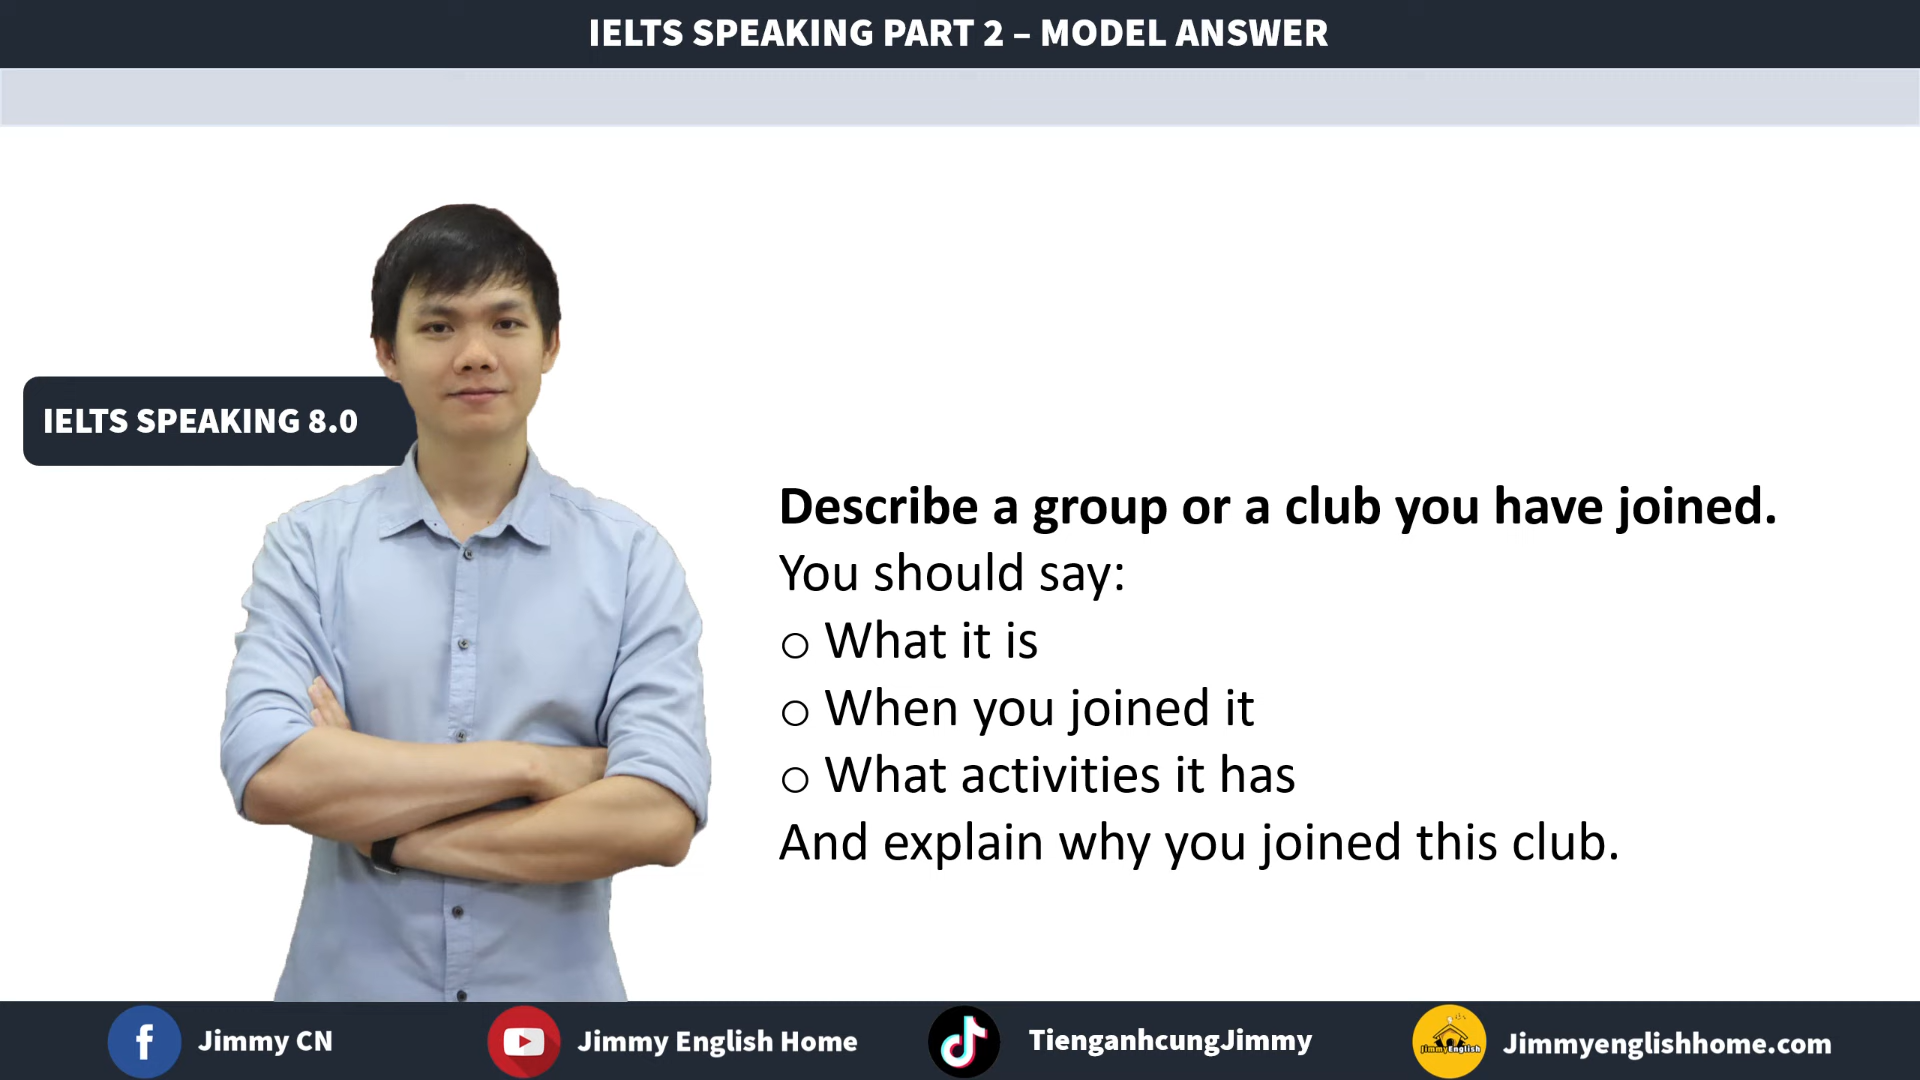 IELTS SPEAKING PART 2 – MODEL ANSWER
IELTS SPEAKING 8.0
Describe a group or a club you have joined.
You should say:
o What it is
o When you joined it
o What activities it has
And explain why you joined this club.
Jimmy CN
Jimmy English Home
TienganhcungJimmy
JimmyEnglish
Jimmyenglishhome.com